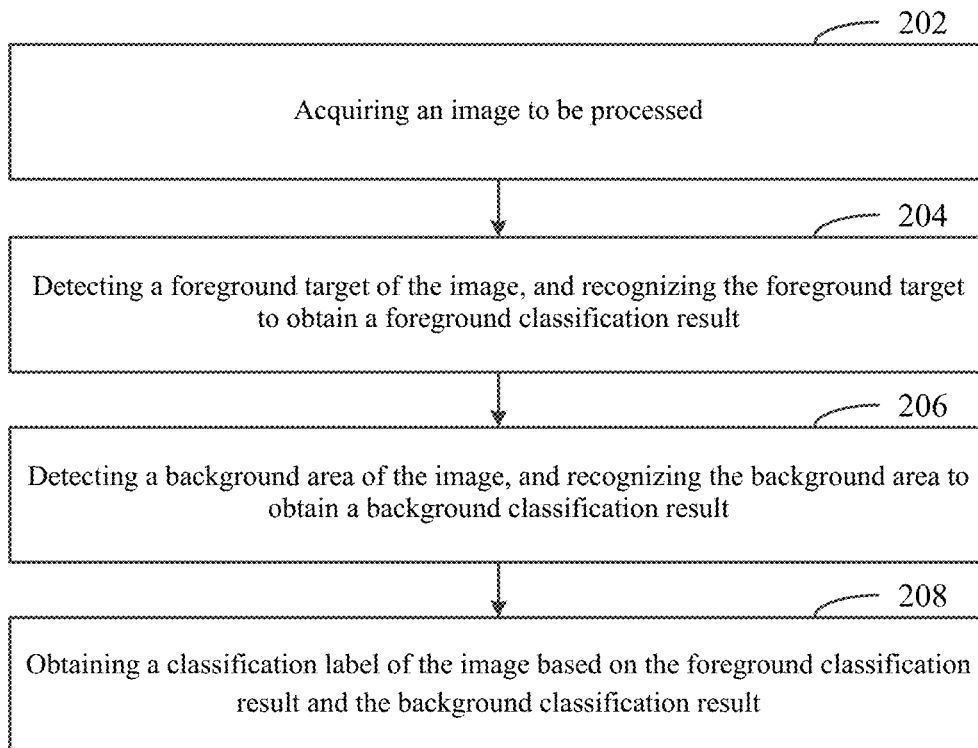 202
Acquiring an image to be processed
204
Detecting a foreground target of the image, and recognizing the foreground target
to obtain a foreground classification result
206
Detecting a background area of the image, and recognizing the background area to
obtain a background classification result
208
Obtaining a classification label of the image based on the foreground classification
result and the background classification result